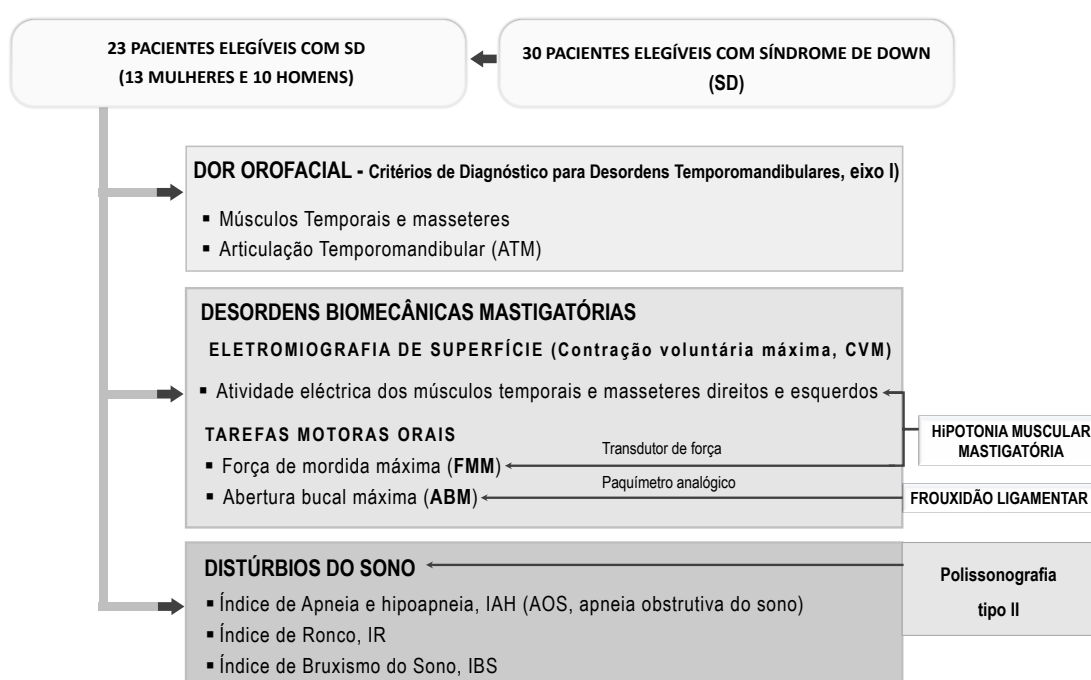 23 PACIENTES ELEGÍVEIS COM SD
(13 MULHERES E 10 HOMENS)
30 PACIENTES ELEGÍVEIS COM SÍNDROME DE DOWN
(SD)
DOR OROFACIAL - Critérios de Diagnóstico para Desordens Temporomandibulares, eixo I)
▪ Músculos Temporais e masseteres
▪ Articulação Temporomandibular (ATM)
DESORDENS BIOMECÂNICAS MASTIGATÓRIAS
ELETROMIOGRAFIA DE SUPERFÍCIE (Contração voluntária máxima, CVM)
▪ Atividade eléctrica dos músculos temporais e masseteres direitos e esquerdos
TAREFAS MOTORAS ORAIS
▪ Força de mordida máxima (FMM)
Transdutor de força
▪ Abertura bucal máxima (ABM)
Paquímetro analógico
HiPOTONIA MUSCULAR
MASTIGATÓRIA
FROUXIDÃO LIGAMENTAR
DISTÚRBIOS DO SONO
▪ Índice de Apneia e hipoapneia, IAH (AOS, apneia obstrutiva do sono)
▪ Índice de Ronco, IR
▪ Índice de Bruxismo do Sono, IBS
Polissonografia
tipo II